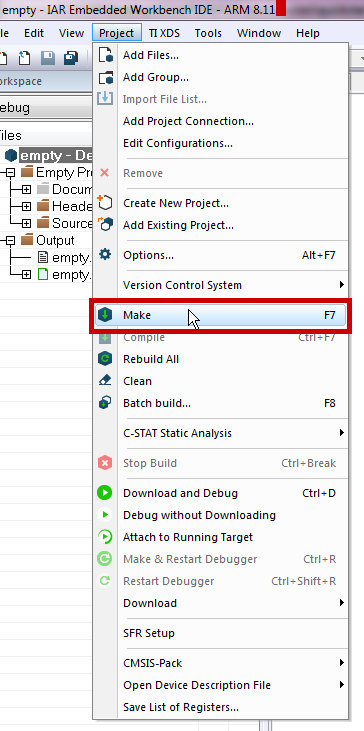 empty - IAR Embedded Workbench IDE - ARM 8.11
Edit View Project TI XDS Tools Window Help
Add Files...
Add Group...
Import File List...
Add Project Connection...
Edit Configurations...
Remove
Create New Project...
Add Existing Project...
Options... Alt+F7
Version Control System
Make F7
Compile Ctrl+F7
Rebuild All
Clean
Batch build... F8
C-STAT Static Analysis
Stop Build Ctrl+Break
Download and Debug Ctrl+D
Debug without Downloading
Attach to Running Target
Make & Restart Debugger Ctrl+R
Restart Debugger Ctrl+Shift+R
Download
SFR Setup
CMSIS-Pack
Open Device Description File
Save List of Registers...
orkspace
ebug
iles
empty - De
Empty Pr
Docum
Heade
Source
Output
empty.
empty.